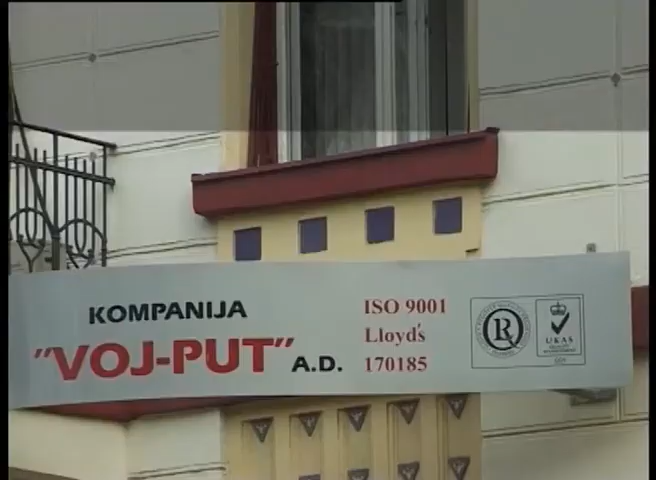 KOMPANIJA
"VOJ-PUT" A.D.
ISO 9001
Lloyd's
170185
R
UKAS